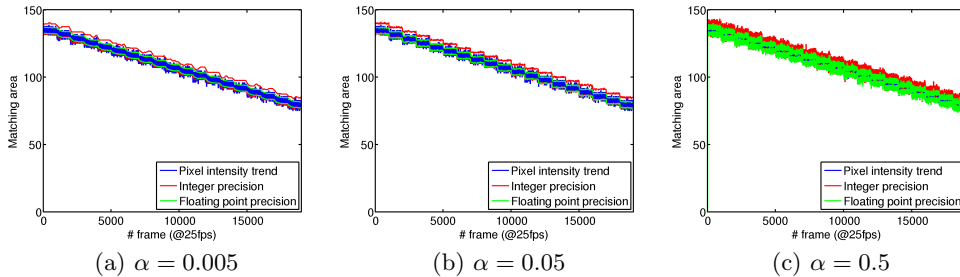 150
100
50
150
0
5000
10000
15000
Matching area
# frame (@25fps)
Pixel intensity trend
Integer precision
Floating point precision
(a) α = 0.005
150
100
50
150
0
5000
10000
15000
Matching area
# frame (@25fps)
Pixel intensity trend
Integer precision
Floating point precision
(b) α = 0.05
150
100
50
150
0
5000
10000
15000
Matching area
# frame (@25fps)
Pixel intensity trend
Integer precision
Floating point precision
(c) α = 0.5